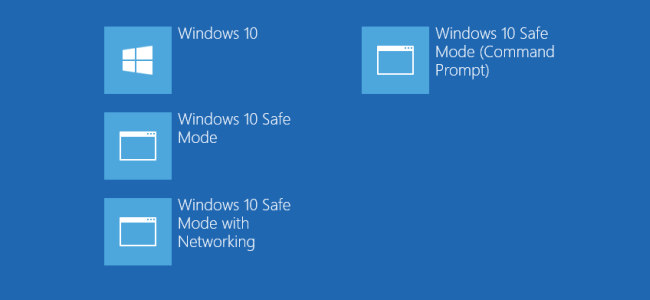 Windows 10
Windows 10 Safe
Mode
Windows 10 Safe
Mode with
Networking
Windows 10 Safe
Mode (Command
Prompt)